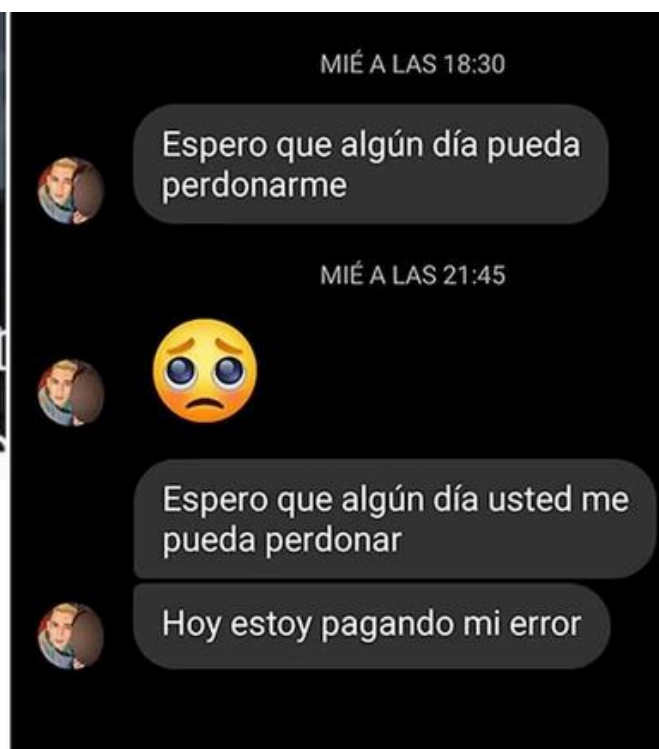 MIÉ A LAS 18:30
Espero que algún día pueda
perdonarme
MIÉ A LAS 21:45
Espero que algún día usted me
pueda perdonar
Hoy estoy pagando mi error